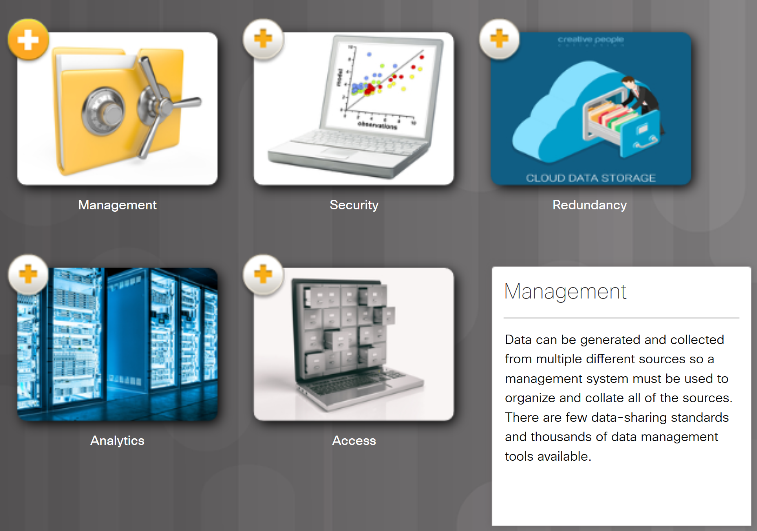 creative people
model
observations
CLOUD DATA STORAGE
Management
Security
Redundancy
Analytics
Access
Management
Data can be generated and collected
from multiple different sources so a
management system must be used to
organize and collate all of the sources.
There are few data-sharing standards
and thousands of data management
tools available.